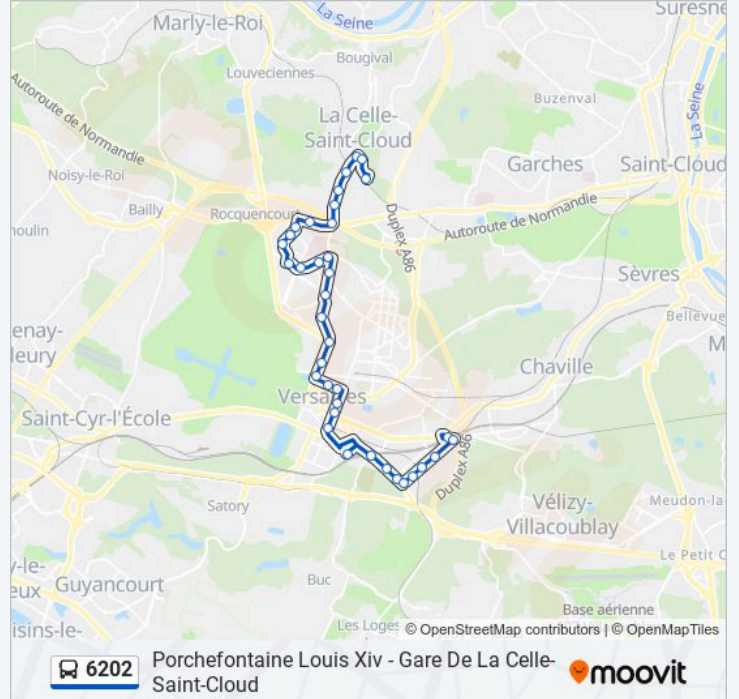 La Seine
Suresne
Marly-le-Roi
Bougival
Louveciennes
Buzenval
La Seine
La Celle-
Saint-Cloud
Autoroute de Normandie
Garches
Saint-Cloud
Noisy-le-Roi
Bailly
Rocquencourt
Autoroute de Normandie
Duplex A86
Sèvres
Bellevue
enay-
leury
Chaville
Versailles
Saint-Cyr-l'École
Duplex A86
Satory
Vélizy-
Villacoublay
Meudon-la-
Le Petit C
y-le-
eux
Guyancourt
Buc
Base aérienne
isins-le-
Les Loges
© OpenStreetMap contributors | © OpenMapTiles
6202
Porchefontaine Louis Xiv - Gare De La Celle-
Saint-Cloud
moovit